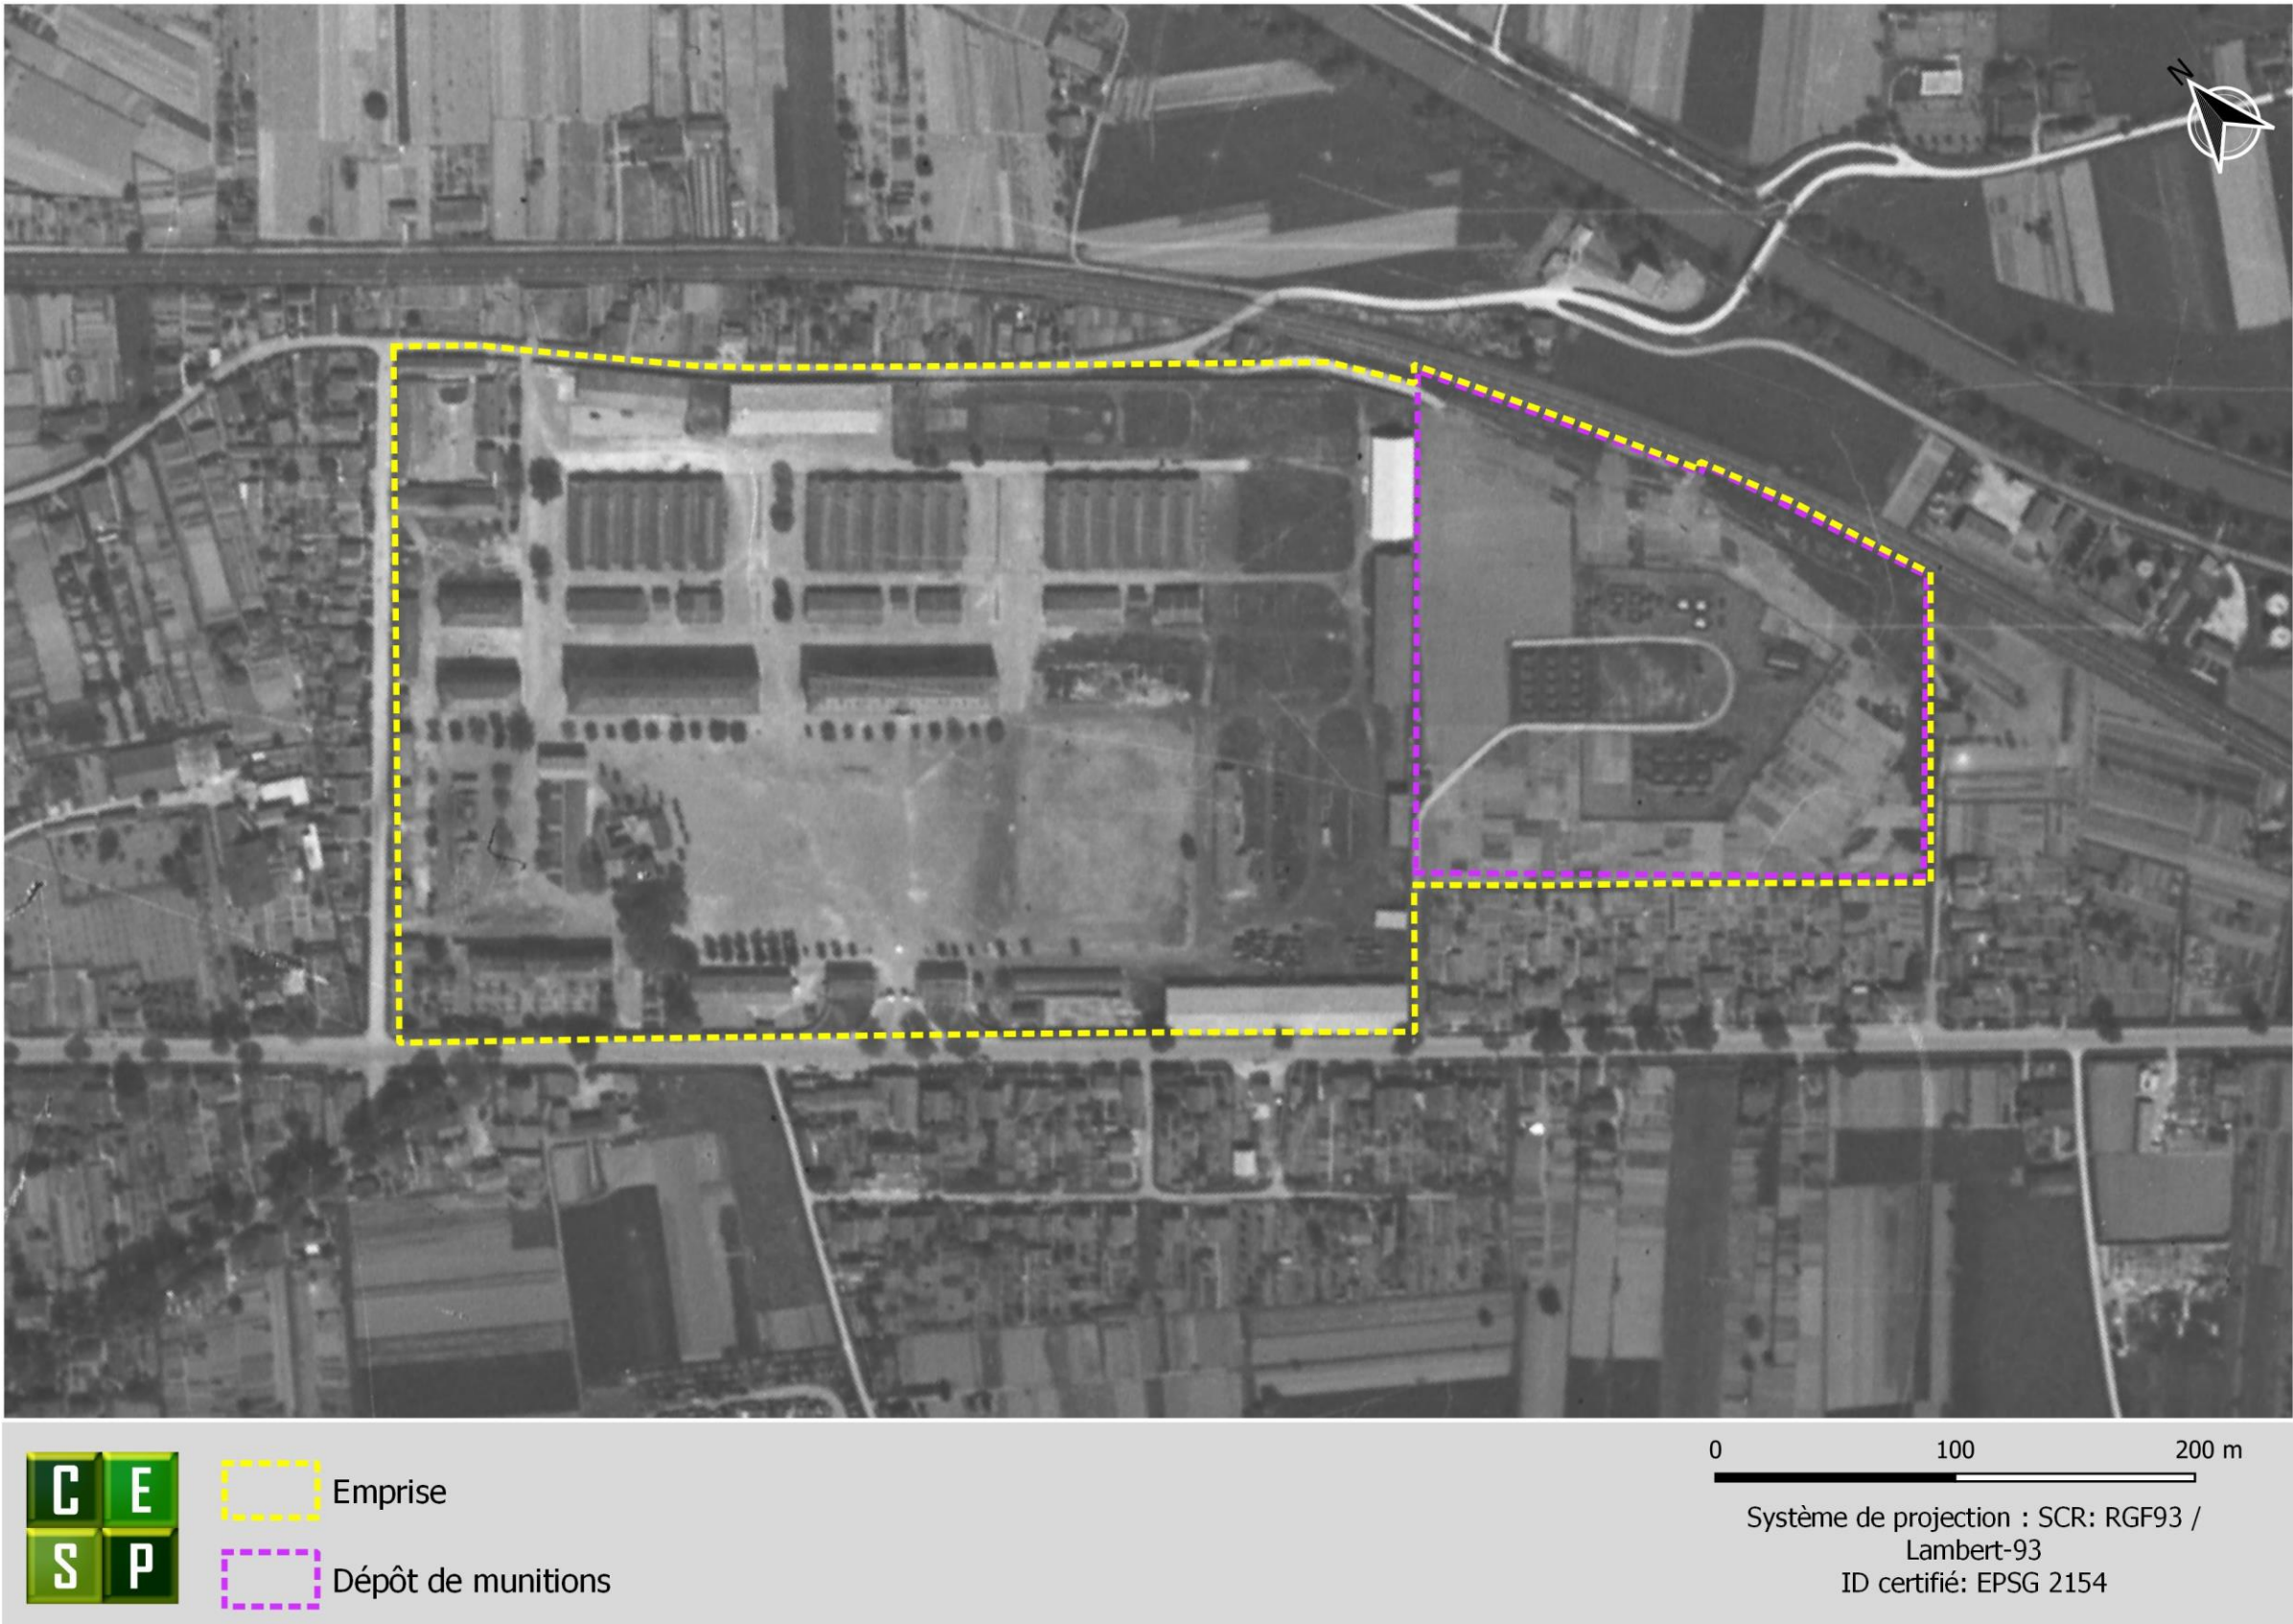 N
C E
S P
Emprise
Dépôt de munitions
0 100 200 m
Système de projection : SCR: RGF93 /
Lambert-93
ID certifié: EPSG 2154